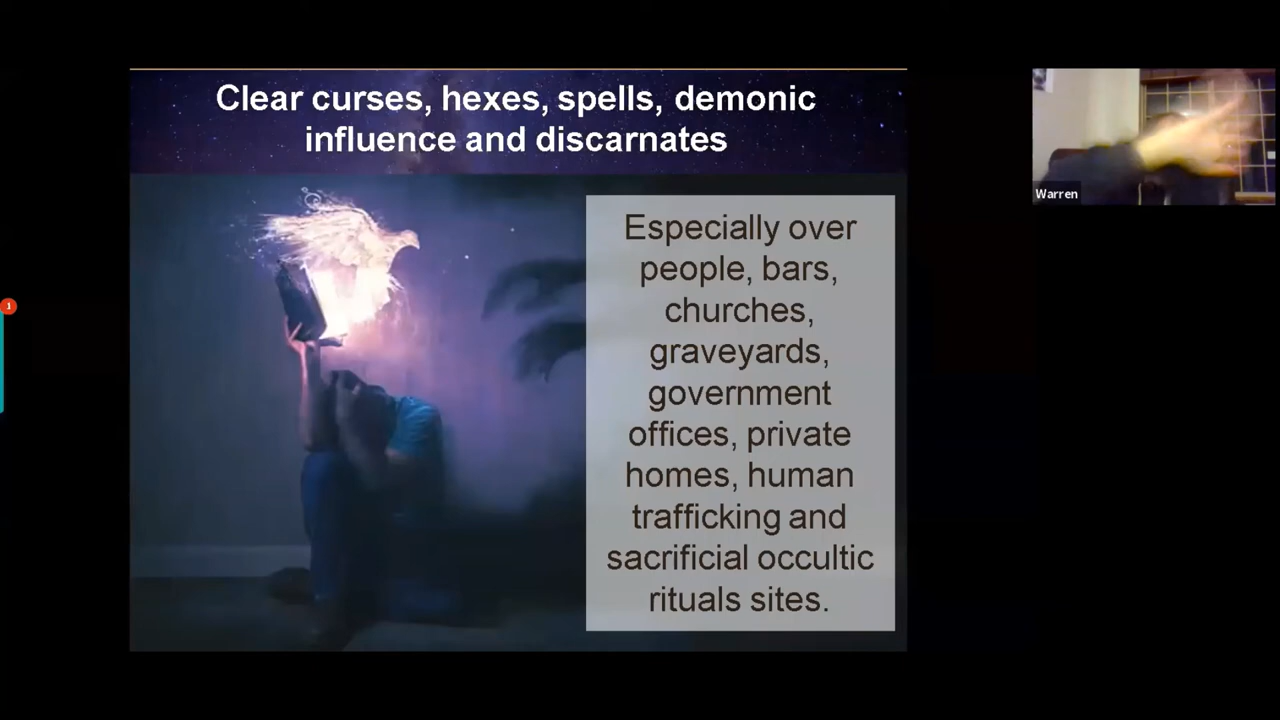 Clear curses, hexes, spells, demonic
influence and discarnates
Especially over
people, bars,
churches,
graveyards,
government
offices, private
homes, human
trafficking and
sacrificial occultic
rituals sites.
Warren
1